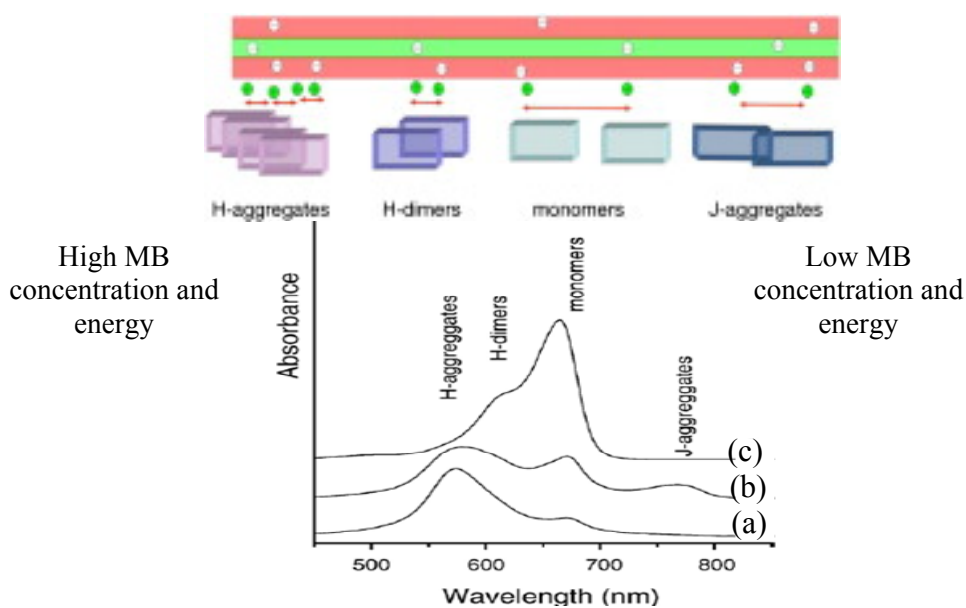 H-aggregates H-dimers monomers J-aggregates
High MB
concentration and
energy
Low MB
concentration and
energy
Absorbance
H-aggreggates
H-dimers
monomers
J-aggreggates
(c)
(b)
(a)
500 600 700 800
Wavelength (nm)